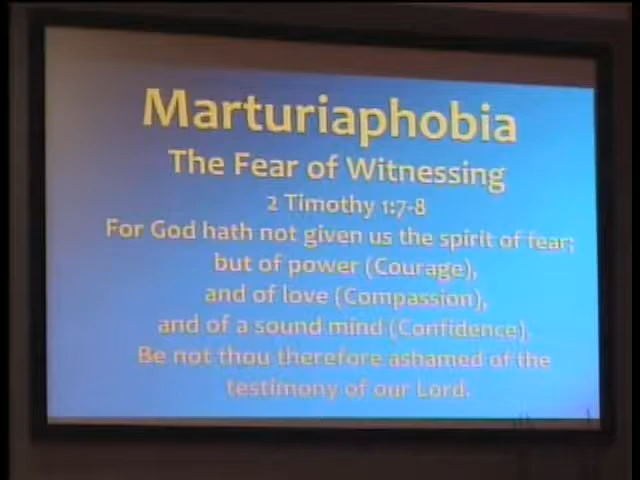 Marturiaphobia
The Fear of Witnessing
2 Timothy 1:7-8
For God hath not given us the spirit of fear;
but of power (Courage),
and of love (Compassion),
and of a sound mind (Confidence)
Be not thou therefore ashamed of the
testimony of our Lord.